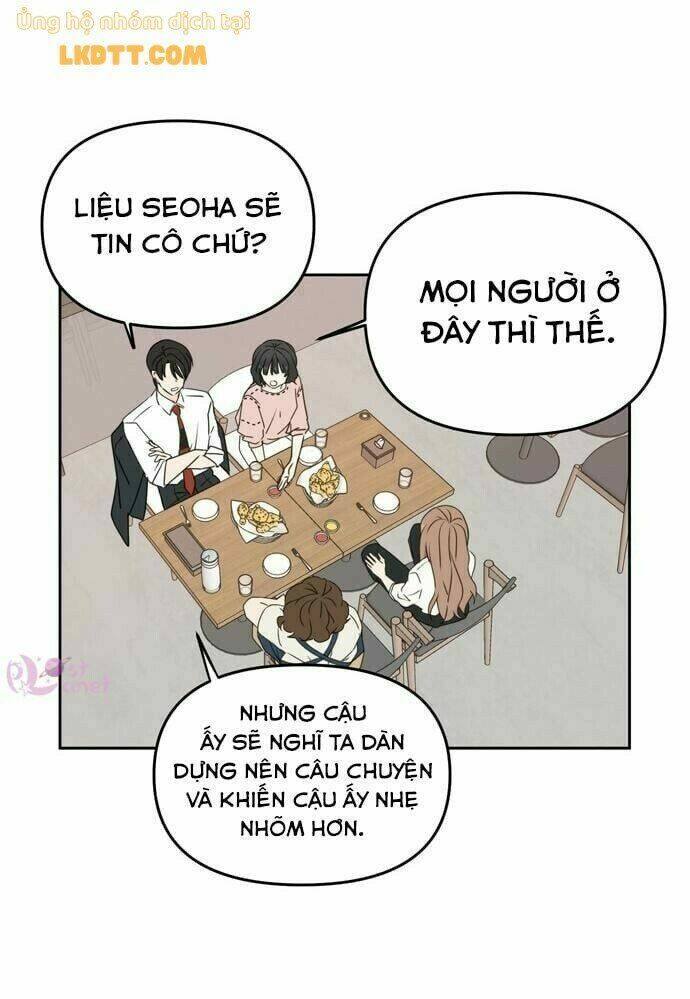 Ủng hộ nhóm dịch tại
LKDTT.COM
LIỆU SEOHA SẼ
TIN CÔ CHỨ?
MỌI NGƯỜI Ở
ĐÂY THÌ THẾ.
NHƯNG CẬU
ẤY SẼ NGHĨ TA DÀN
DỰNG NÊN CÂU CHUYỆN
VÀ KHIẾN CẬU ẤY NHẸ
NHÕM HƠN.